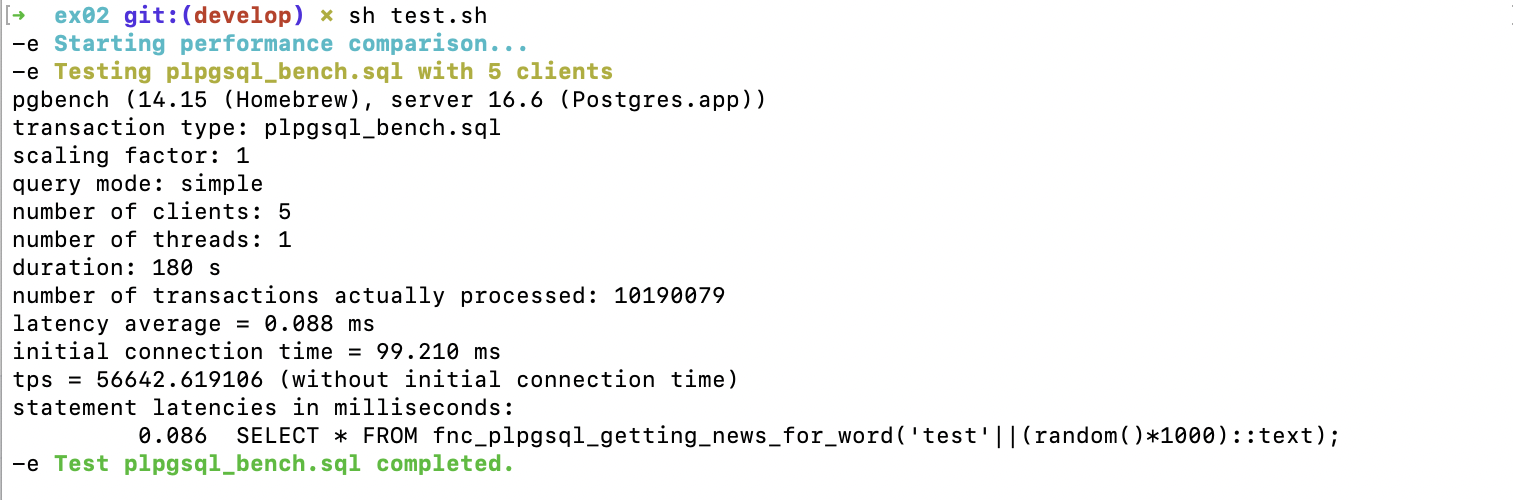 [➜  ex02 git:(develop) ✗ sh test.sh
-e Starting performance comparison...
-e Testing plpgsql_bench.sql with 5 clients
pgbench (14.15 (Homebrew), server 16.6 (Postgres.app))
transaction type: plpgsql_bench.sql
scaling factor: 1
query mode: simple
number of clients: 5
number of threads: 1
duration: 180 s
number of transactions actually processed: 10190079
latency average = 0.088 ms
initial connection time = 99.210 ms
tps = 56642.619106 (without initial connection time)
statement latencies in milliseconds:
         0.086  SELECT * FROM fnc_plpgsql_getting_news_for_word('test'||(random()*1000)::text);
-e Test plpgsql_bench.sql completed.